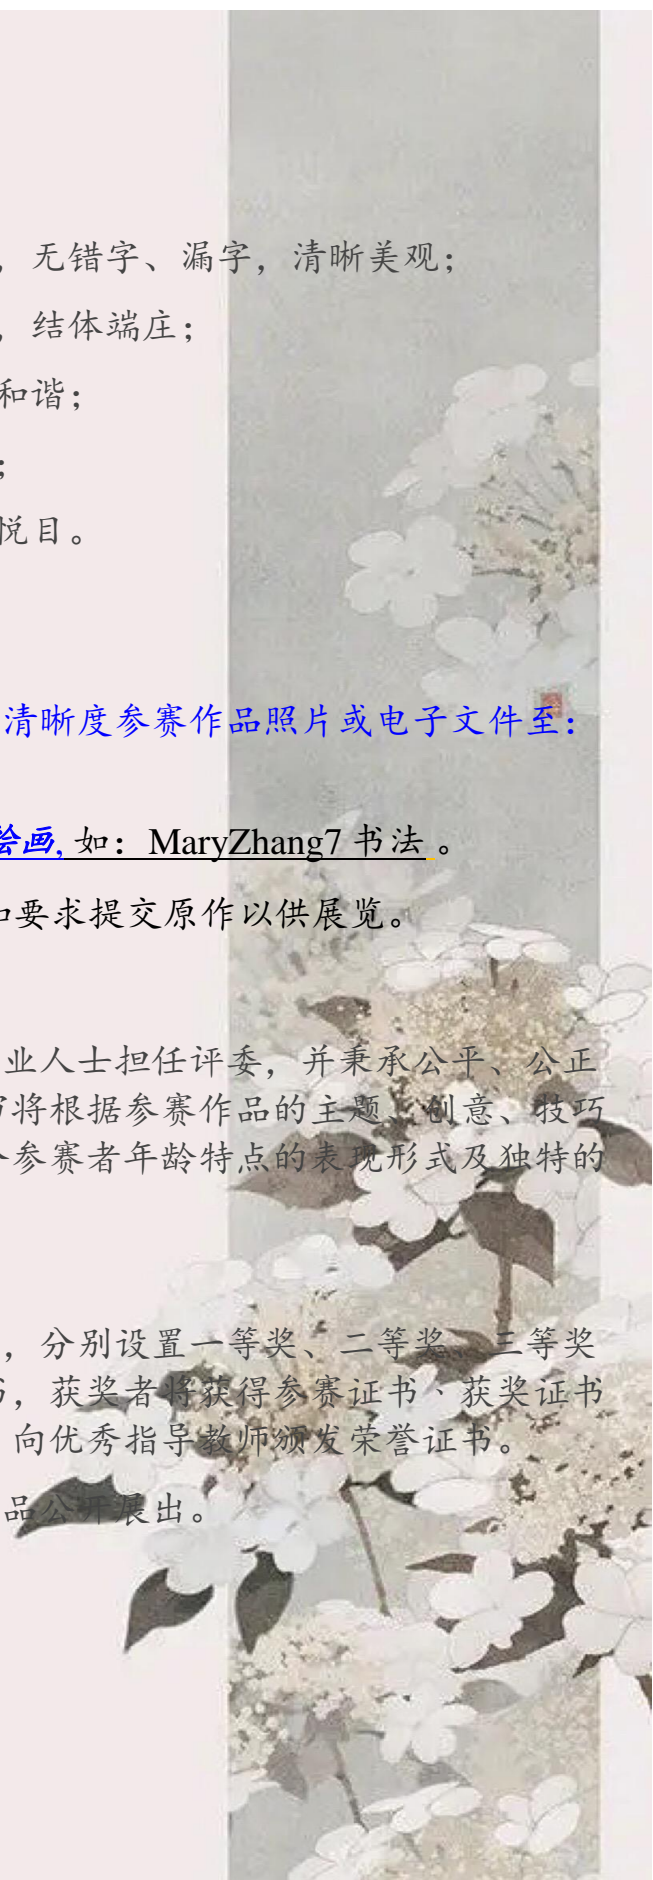 ，无错字、漏字，清晰美观；
，结体端庄；
和谐；
；
悦目。
清晰度参赛作品照片或电子文件至：
绘画, 如：MaryZhang7 书法 。
如要求提交原作以供展览。
业人士担任评委，并秉承公平、公正
将根据参赛作品的主题、创意、技巧
参赛者年龄特点的表现形式及独特的
，分别设置一等奖、二等奖、三等奖
，获奖者将获得参赛证书、获奖证书
向优秀指导教师颁发荣誉证书。
品公开展出。